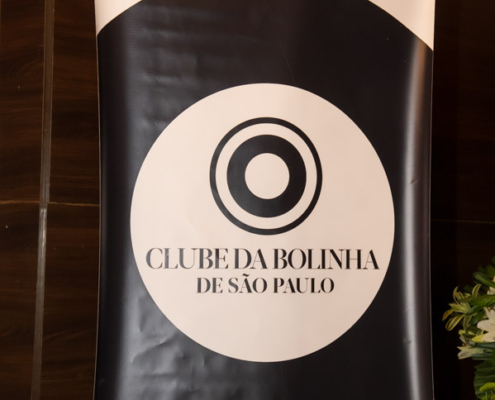 CLUBE DA BOLINHA
DE SÃO PAULO